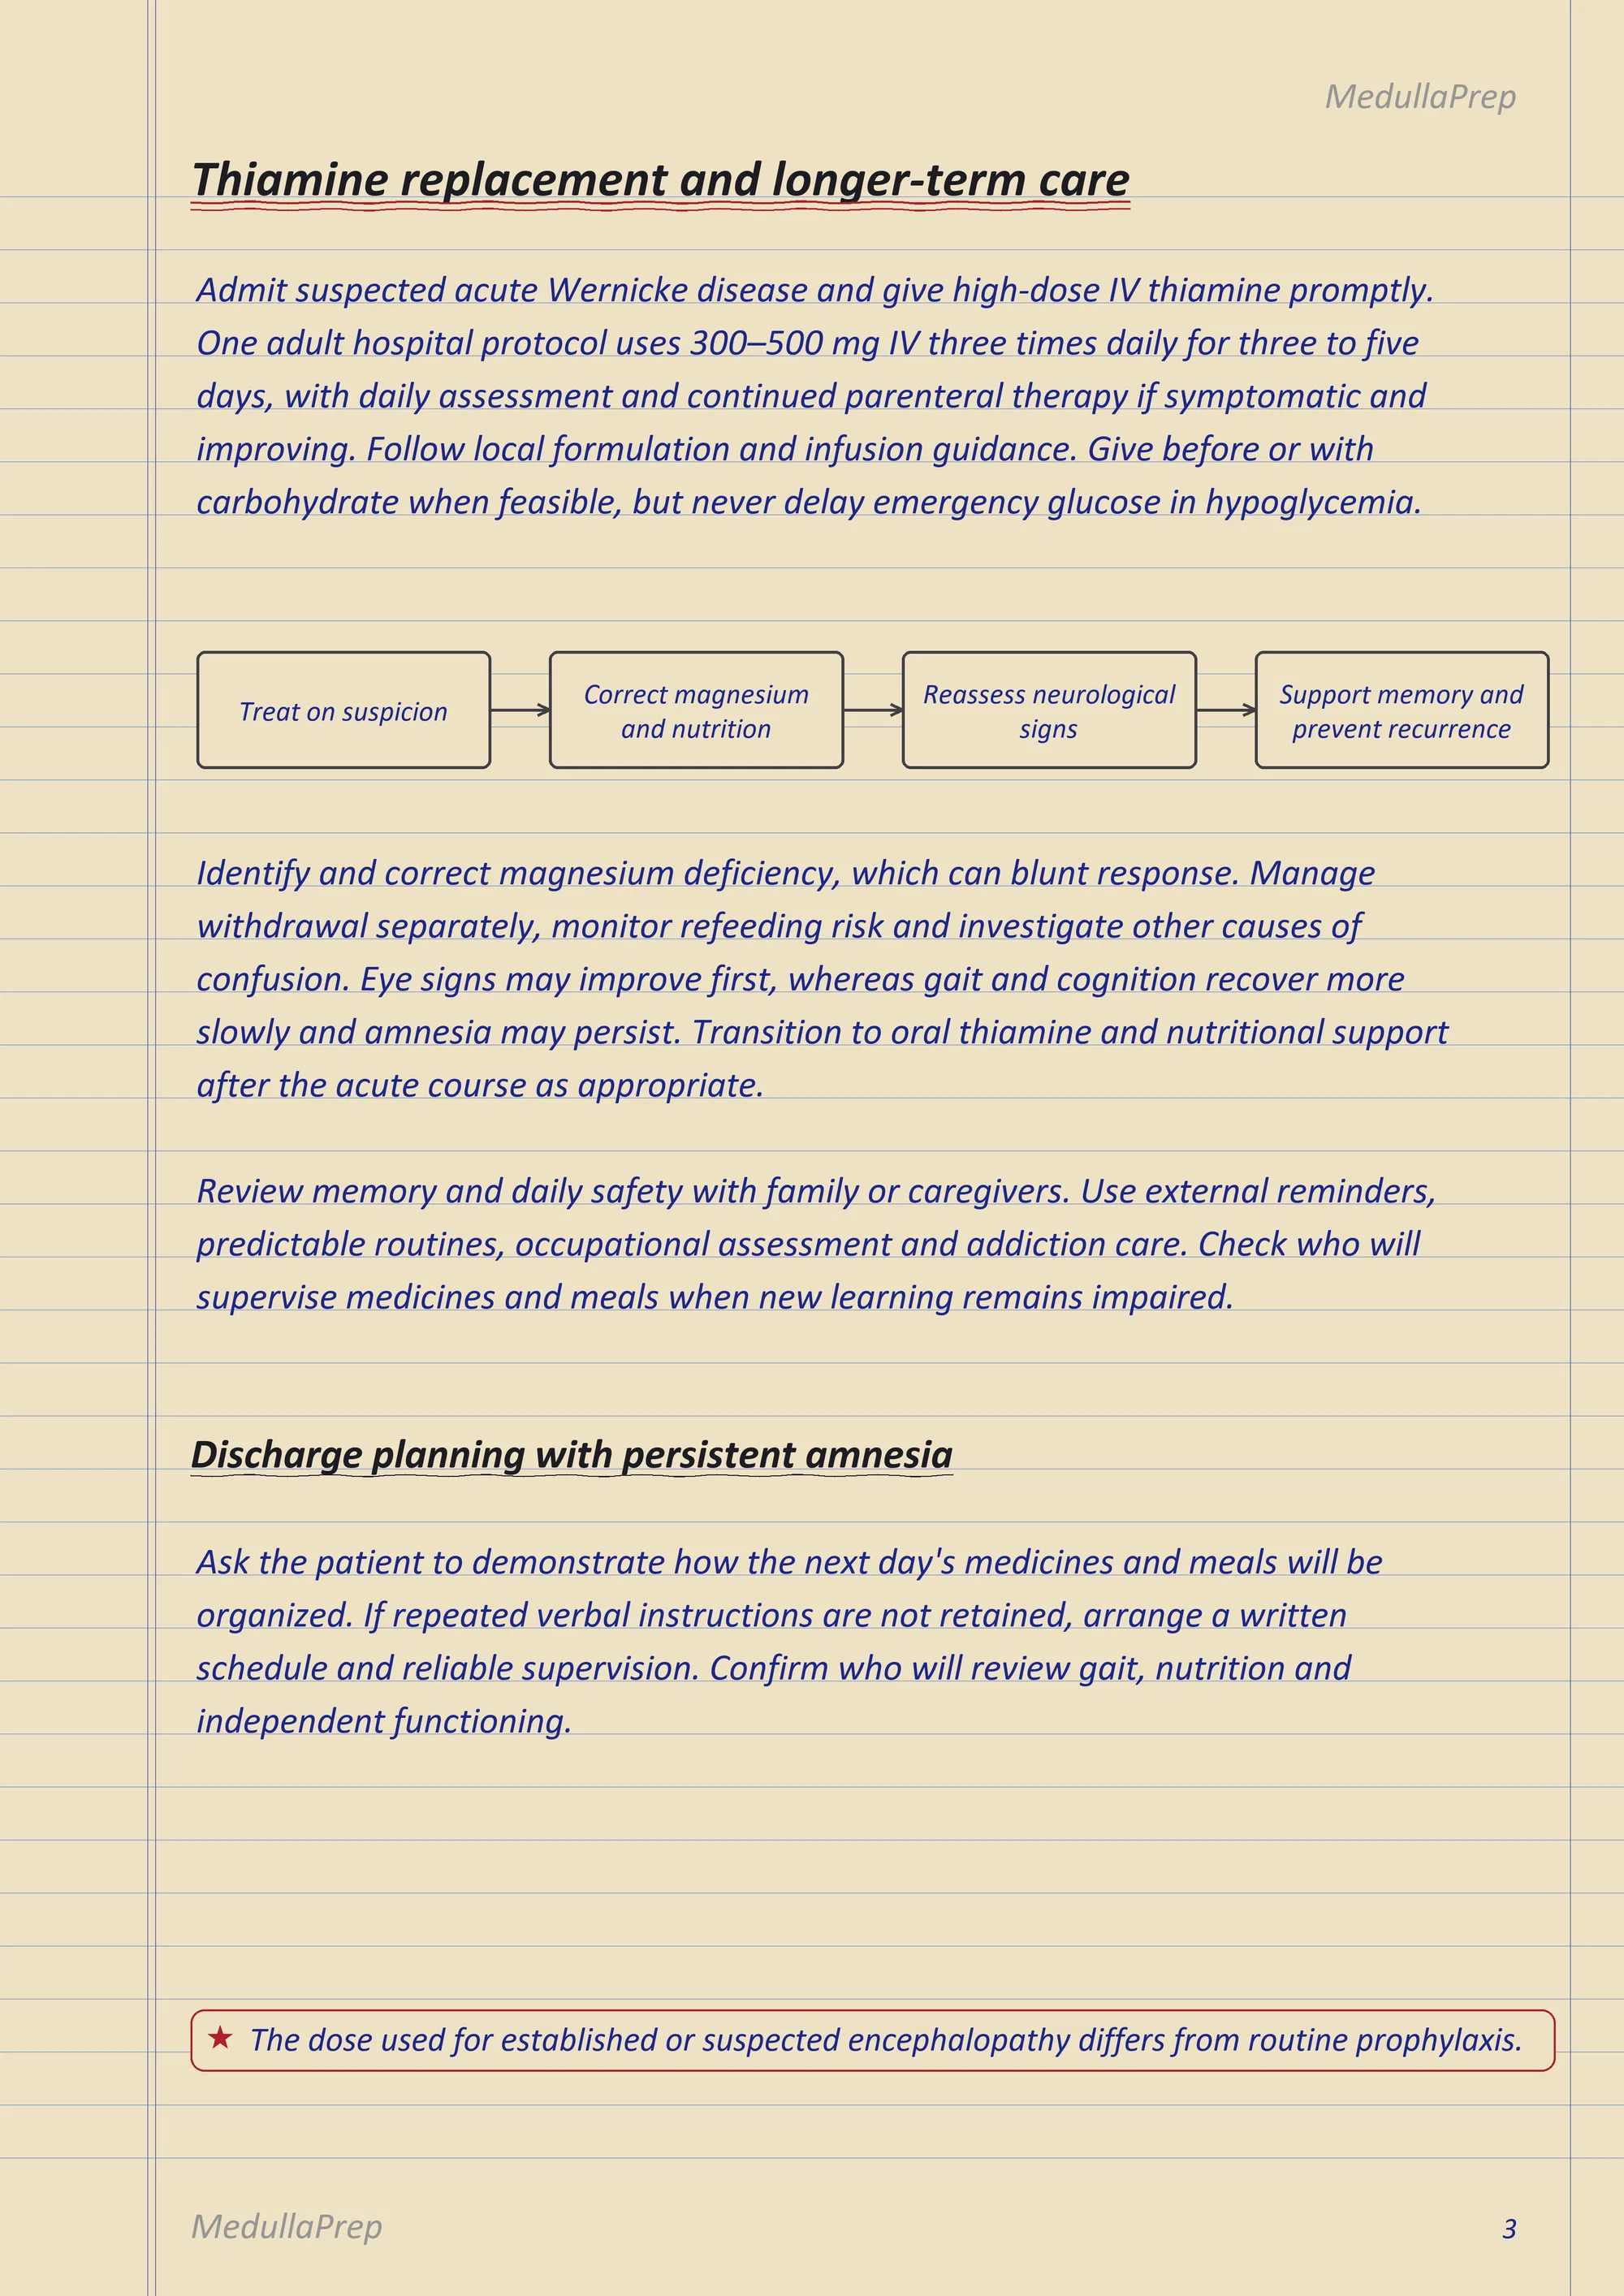 MedullaPrep
Thiamine replacement and longer-term care
Admit suspected acute Wernicke disease and give high-dose IV thiamine promptly.
One adult hospital protocol uses 300–500 mg IV three times daily for three to five
days, with daily assessment and continued parenteral therapy if symptomatic and
improving. Follow local formulation and infusion guidance. Give before or with
carbohydrate when feasible, but never delay emergency glucose in hypoglycemia.
Treat on suspicion
Correct magnesium
and nutrition
Reassess neurological
signs
Support memory and
prevent recurrence
Identify and correct magnesium deficiency, which can blunt response. Manage
withdrawal separately, monitor refeeding risk and investigate other causes of
confusion. Eye signs may improve first, whereas gait and cognition recover more
slowly and amnesia may persist. Transition to oral thiamine and nutritional support
after the acute course as appropriate.
Review memory and daily safety with family or caregivers. Use external reminders,
predictable routines, occupational assessment and addiction care. Check who will
supervise medicines and meals when new learning remains impaired.
Discharge planning with persistent amnesia
Ask the patient to demonstrate how the next day's medicines and meals will be
organized. If repeated verbal instructions are not retained, arrange a written
schedule and reliable supervision. Confirm who will review gait, nutrition and
independent functioning.
★ The dose used for established or suspected encephalopathy differs from routine prophylaxis.
MedullaPrep
3